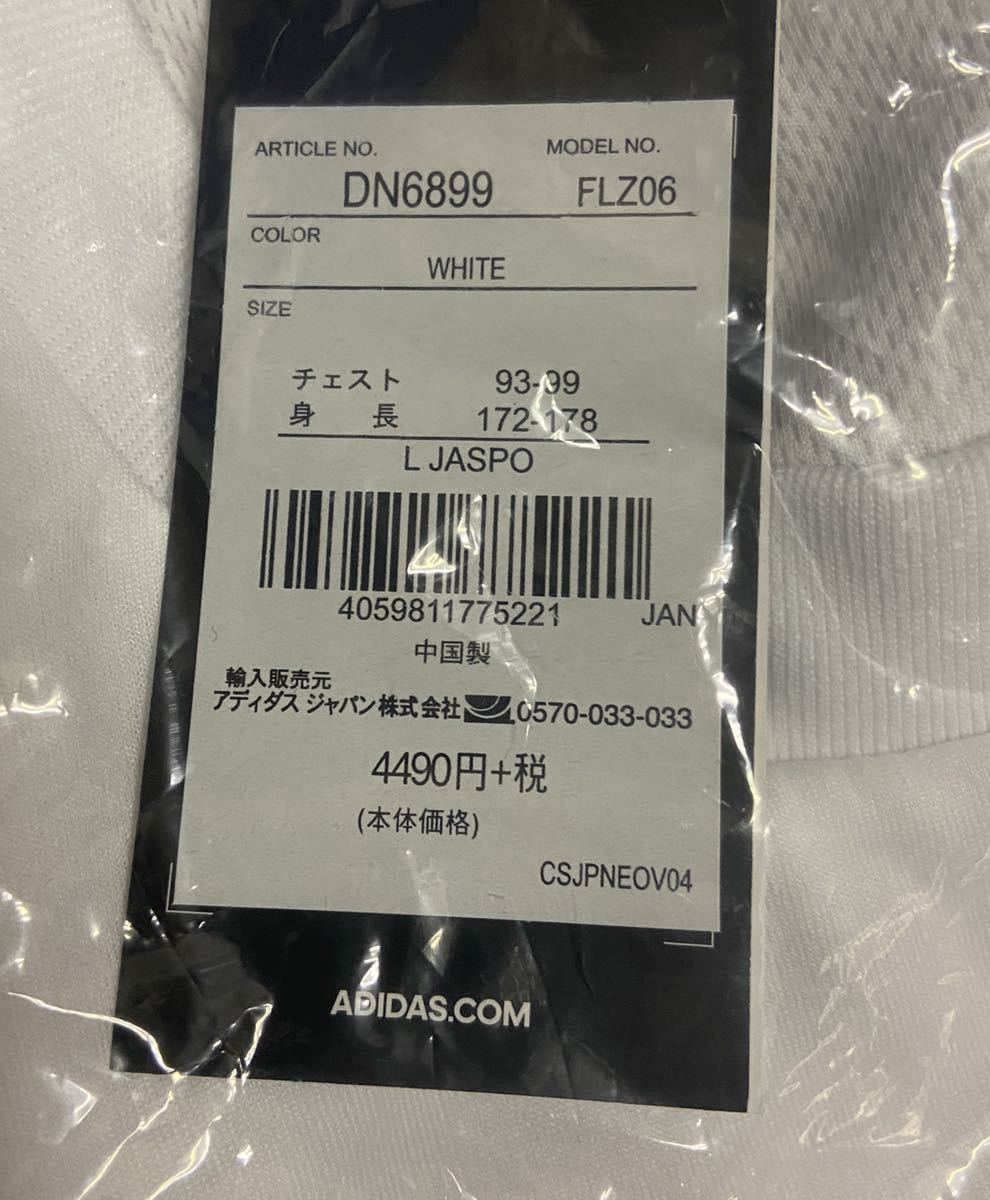 ARTICLE NO. MODEL NO.
DN6899 FLZ06
COLOR
WHITE
SIZE
チェスト 93-99
身 長 172-178
L JASPO
4059811775221 JAN
中国製
輸入販売元
アディダス ジャパン株式会社 0570-033-033
4490円+税
(本体価格)
CSJPNEOV04
ADIDAS.COM